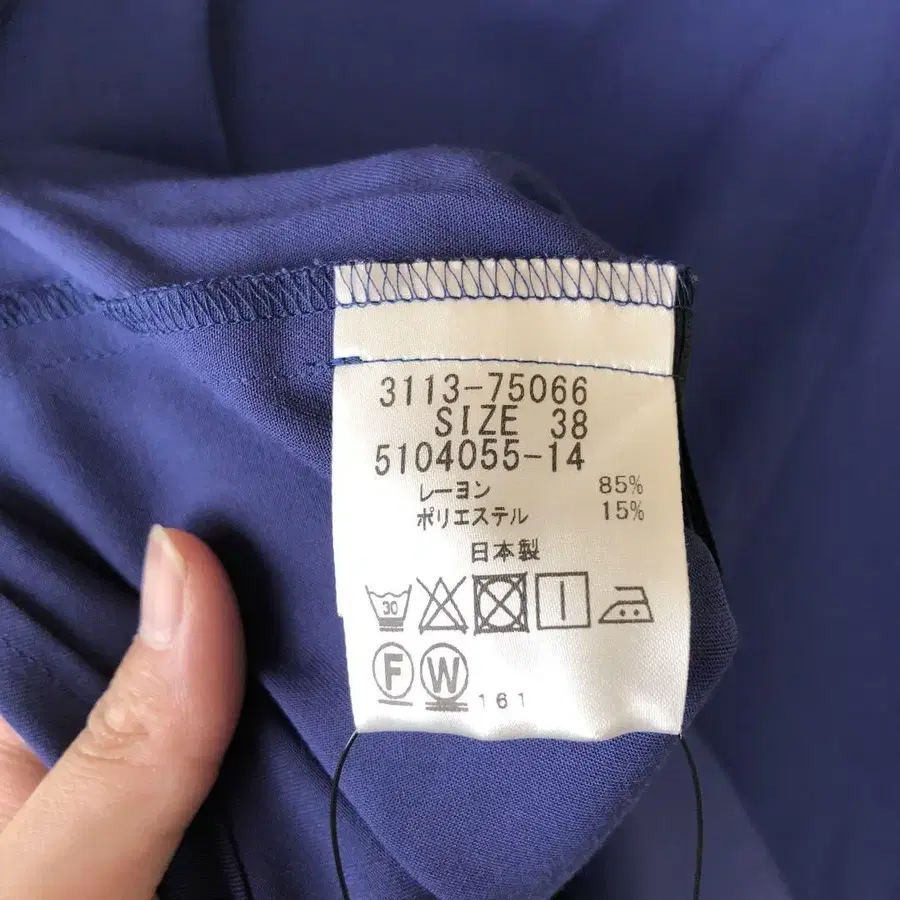 3113-75066
SIZE 38
5104055-14
レーヨン 85%
ポリエステル 15%
日本製
30
F W 161